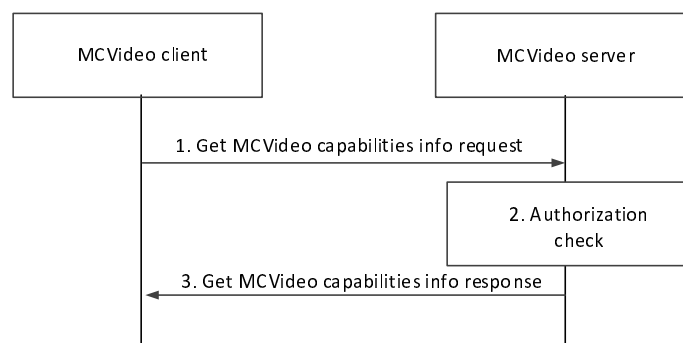 MCVideo client
MCVideo server
1. Get MCVideo capabilities info request
2. Authorization
check
3. Get MCVideo capabilities info response